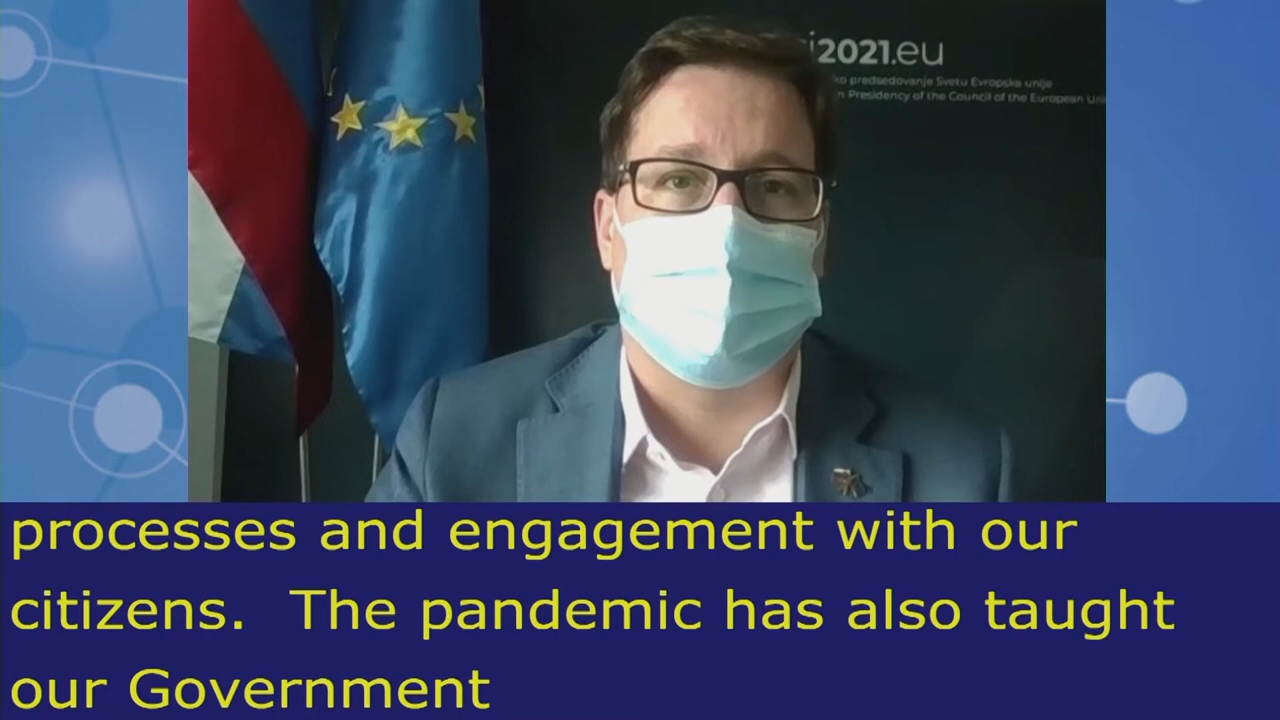 i2021.eu
ko predsedovanje Svetu Evropske unije
n Presidency of the Council of the European Uni
processes and engagement with our
citizens.  The pandemic has also taught
our Government